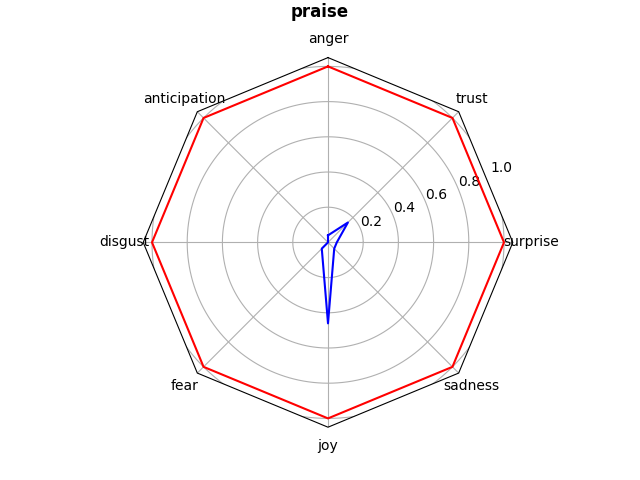 praise
anger
anticipation
trust
1.0
0.8
0.6
0.4
0.2
disgust
surprise
fear
sadness
joy